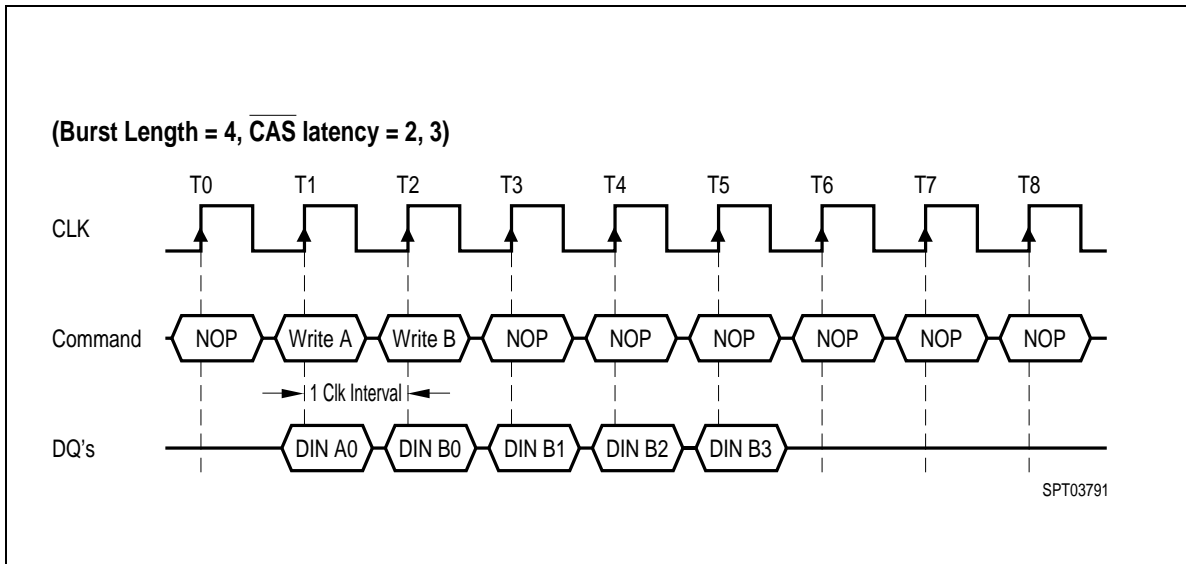 (Burst Length = 4, CAS latency = 2, 3)
T0 T1 T2 T3 T4 T5 T6 T7 T8
CLK
Command NOP Write A Write B NOP NOP NOP NOP NOP NOP
1 Clk Interval
DQ's DIN A0 DIN B0 DIN B1 DIN B2 DIN B3
SPT03791